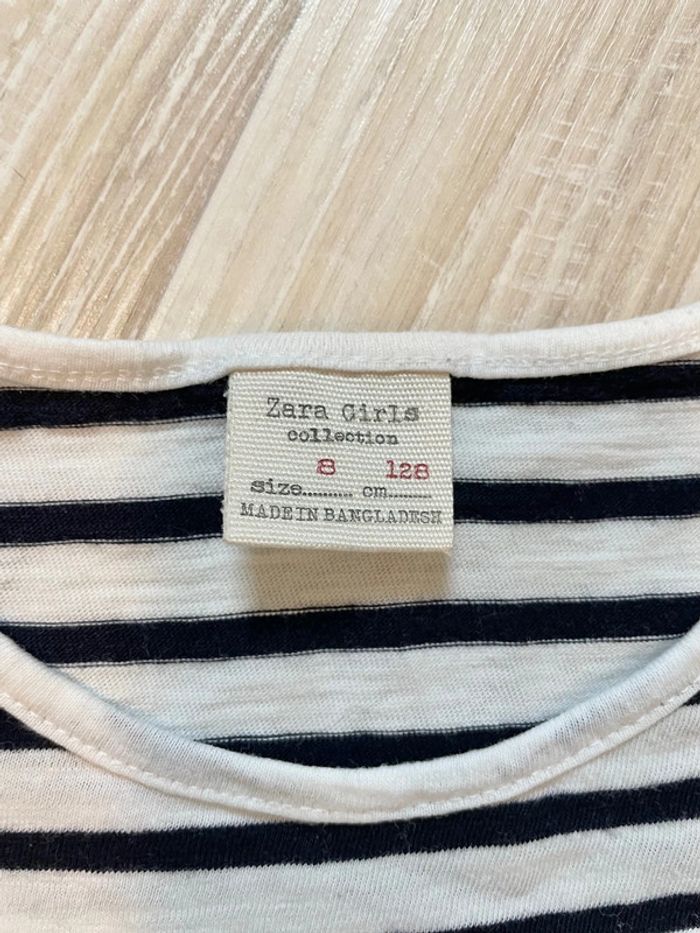 Zara Girls
collection
8 128
size.......... cm.........
MADE IN BANGLADESH